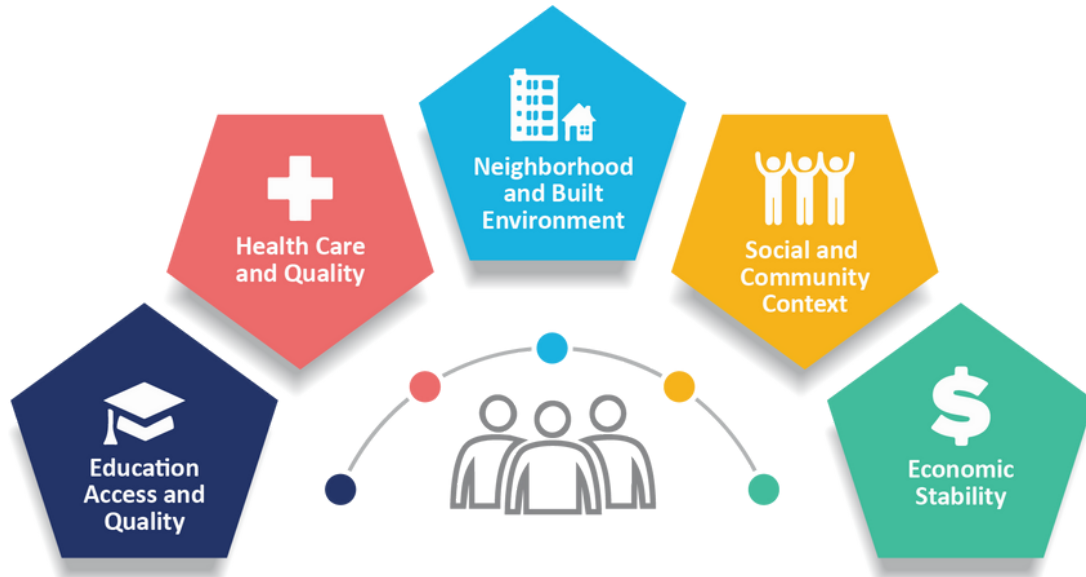 Education
Access and
Quality
Health Care
and Quality
Neighborhood
and Built
Environment
Social and
Community
Context
$
Economic
Stability